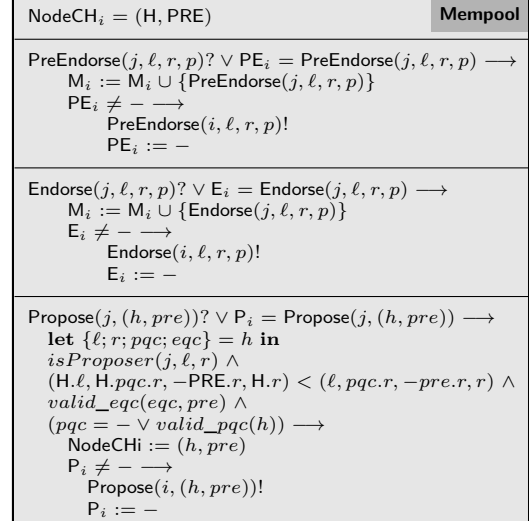 NodeCH_i = (H, PRE)
Mempool
PreEndorse(j, ℓ, r, p)? ∨ PE_i = PreEndorse(j, ℓ, r, p) ⟶
M_i := M_i ∪ {PreEndorse(j, ℓ, r, p)}
PE_i ≠ − ⟶
PreEndorse(i, ℓ, r, p)!
PE_i := −
Endorse(j, ℓ, r, p)? ∨ E_i = Endorse(j, ℓ, r, p) ⟶
M_i := M_i ∪ {Endorse(j, ℓ, r, p)}
E_i ≠ − ⟶
Endorse(i, ℓ, r, p)!
E_i := −
Propose(j, (h, pre))? ∨ P_i = Propose(j, (h, pre)) ⟶
let {ℓ; r; pqc; eqc} = h in
isProposer(j, ℓ, r) ∧
(H.ℓ, H.pqc.r, −PRE.r, H.r) < (ℓ, pqc.r, −pre.r, r) ∧
valid_eqc(eqc, pre) ∧
(pqc = − ∨ valid_pqc(h)) ⟶
NodeCHi := (h, pre)
P_i ≠ − ⟶
Propose(i, (h, pre))!
P_i := −